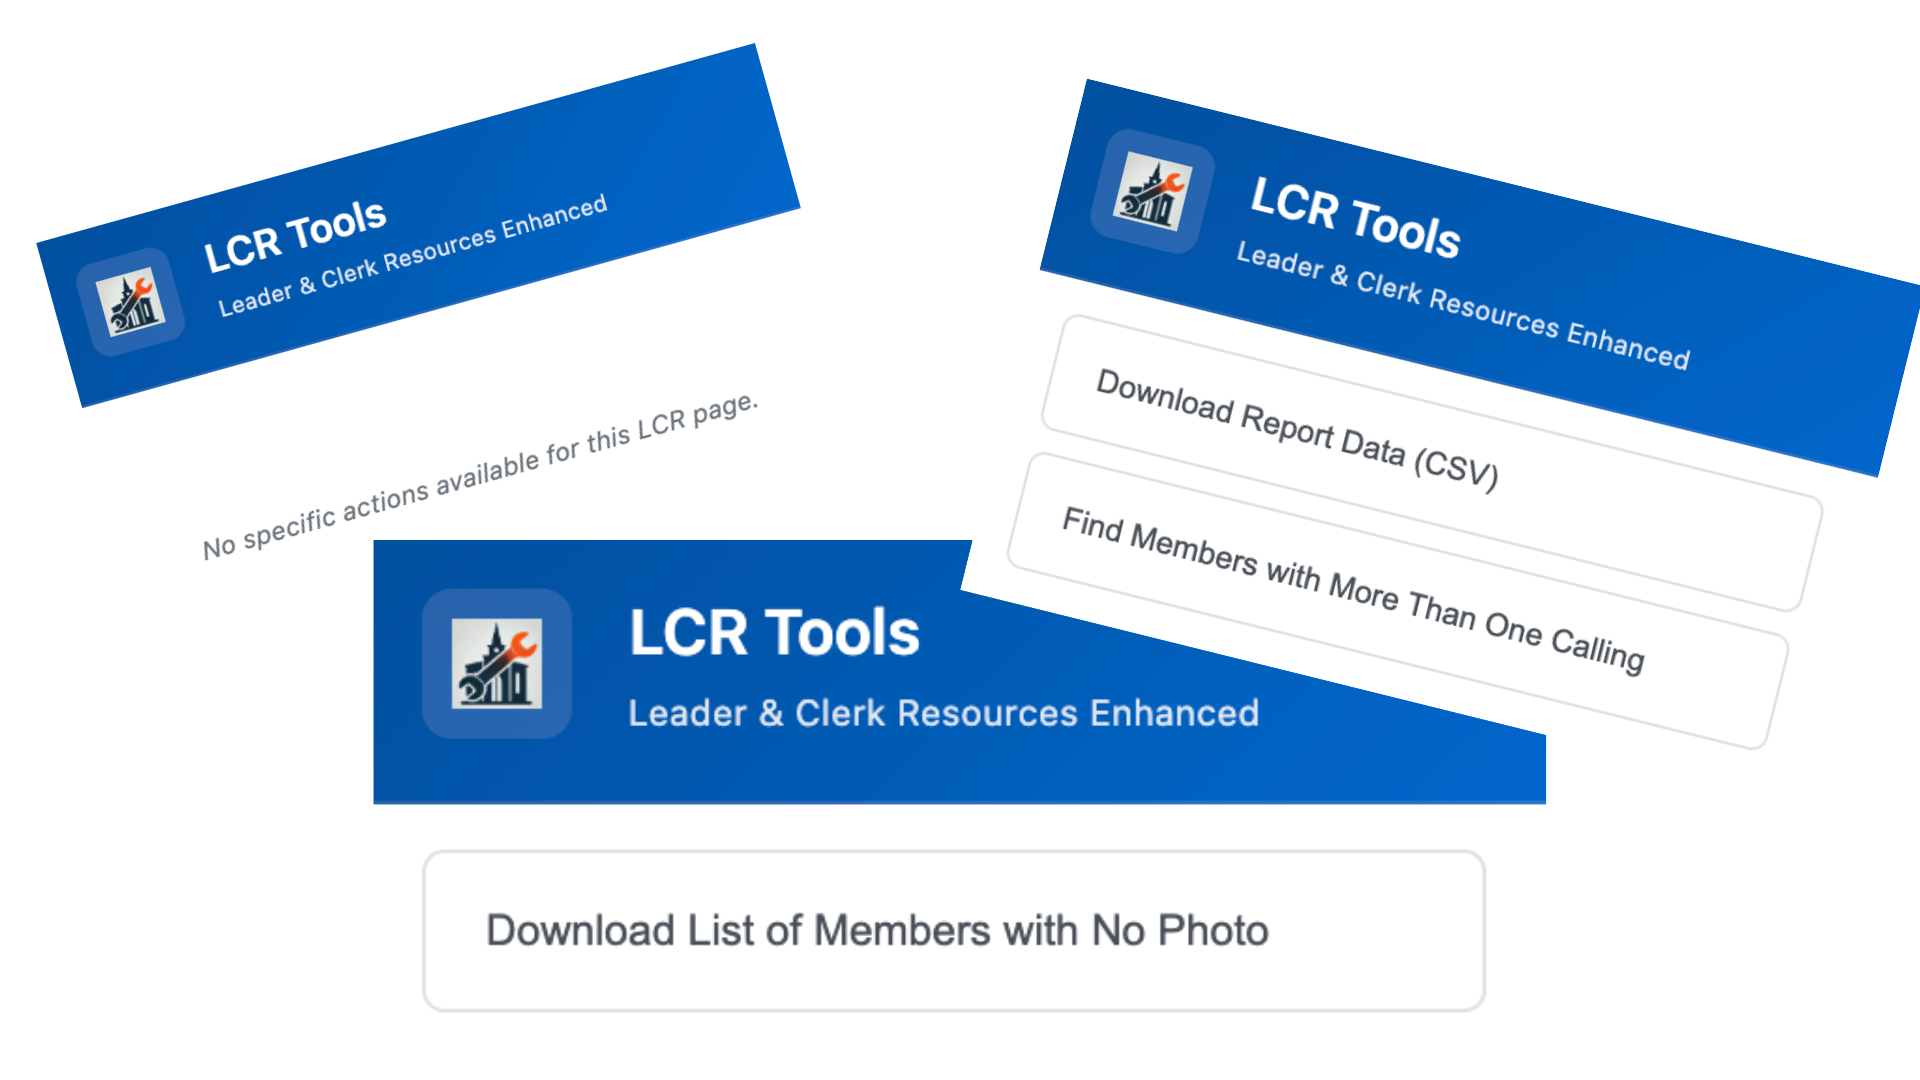 LCR Tools
Leader & Clerk Resources Enhanced
No specific actions available for this LCR page.
LCR Tools
Leader & Clerk Resources Enhanced
Download Report Data (CSV)
Find Members with More Than One Calling
LCR Tools
Leader & Clerk Resources Enhanced
Download List of Members with No Photo